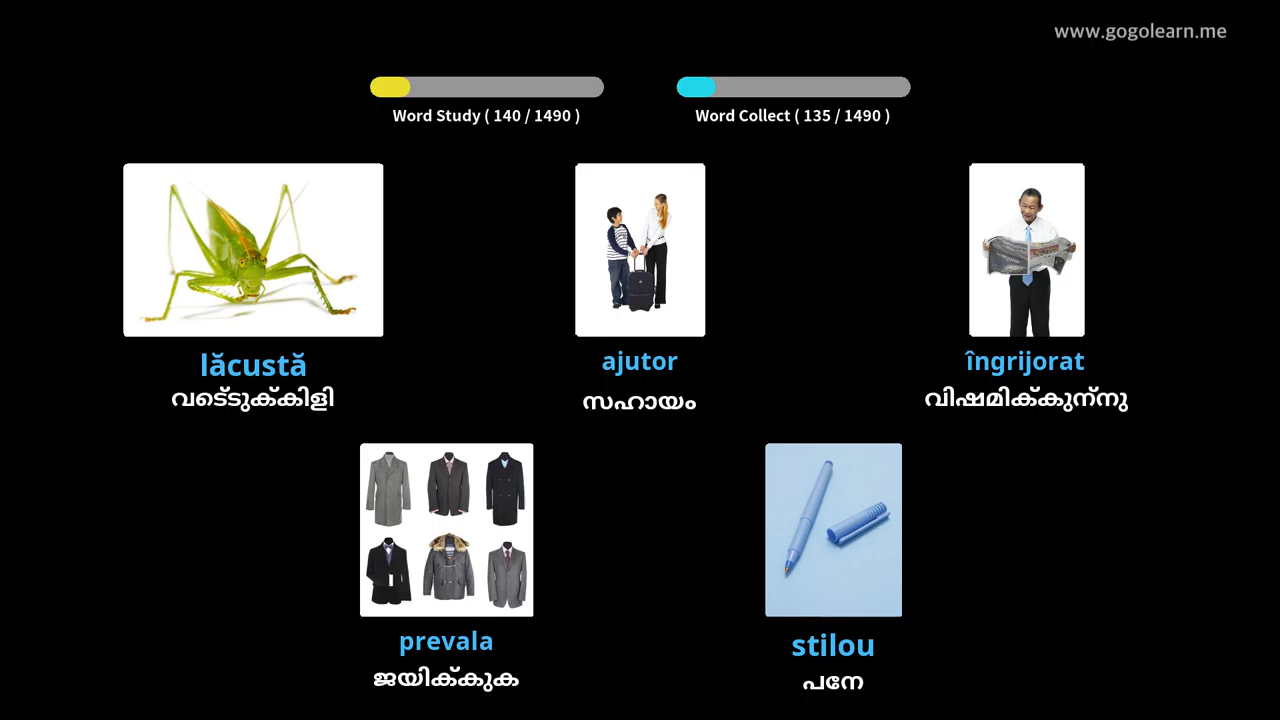 www.gogolearn.me
Word Study ( 140 / 1490 )
Word Collect ( 135 / 1490 )
lăcustă
വടെ്ടുക്കിളി
ajutor
സഹായം
îngrijorat
വിഷമിക്കുന്നു
prevala
ജയിക്കുക
stilou
പനേ